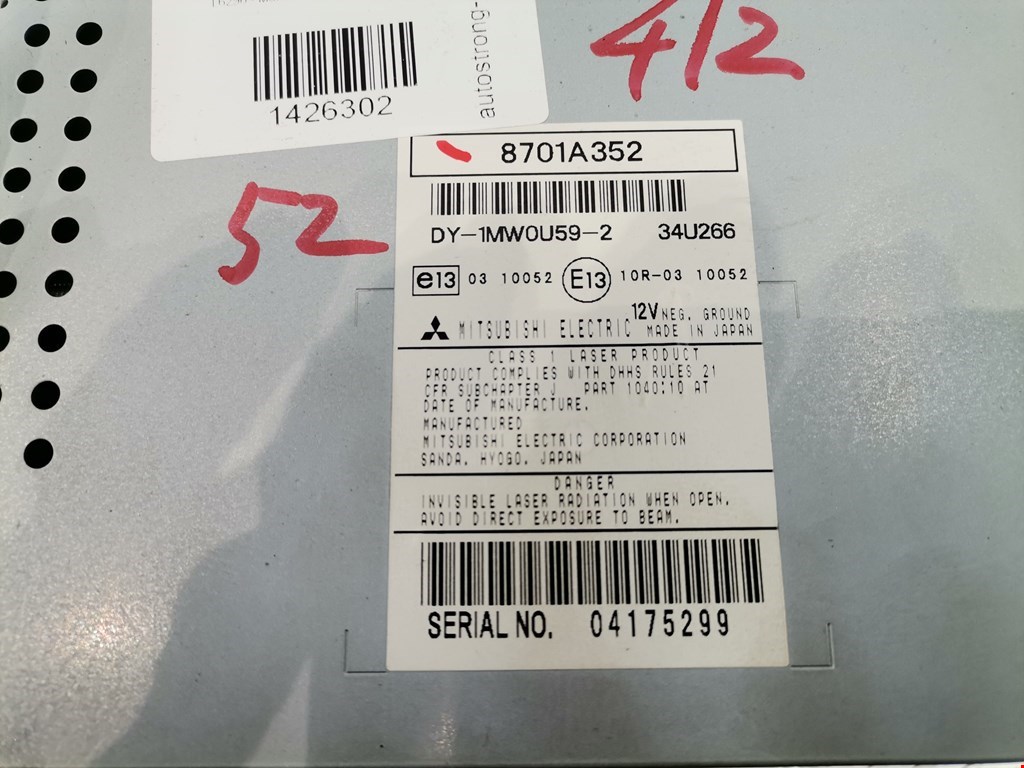 1426302
autostrong-
412
52
8701A352
DY-1MW0U59-2 34U266
e13 03 10052 E13 10R-03 10052
MITSUBISHI ELECTRIC 12V NEG. GROUND
MADE IN JAPAN
CLASS 1 LASER PRODUCT
PRODUCT COMPLIES WITH DHHS RULES 21
CFR SUBCHAPTER J PART 1040:10 AT
DATE OF MANUFACTURE.
MANUFACTURED
MITSUBISHI ELECTRIC CORPORATION
SANDA. HYOGO. JAPAN
DANGER
INVISIBLE LASER RADIATION WHEN OPEN.
AVOID DIRECT EXPOSURE TO BEAM.
SERIAL NO. 04175299